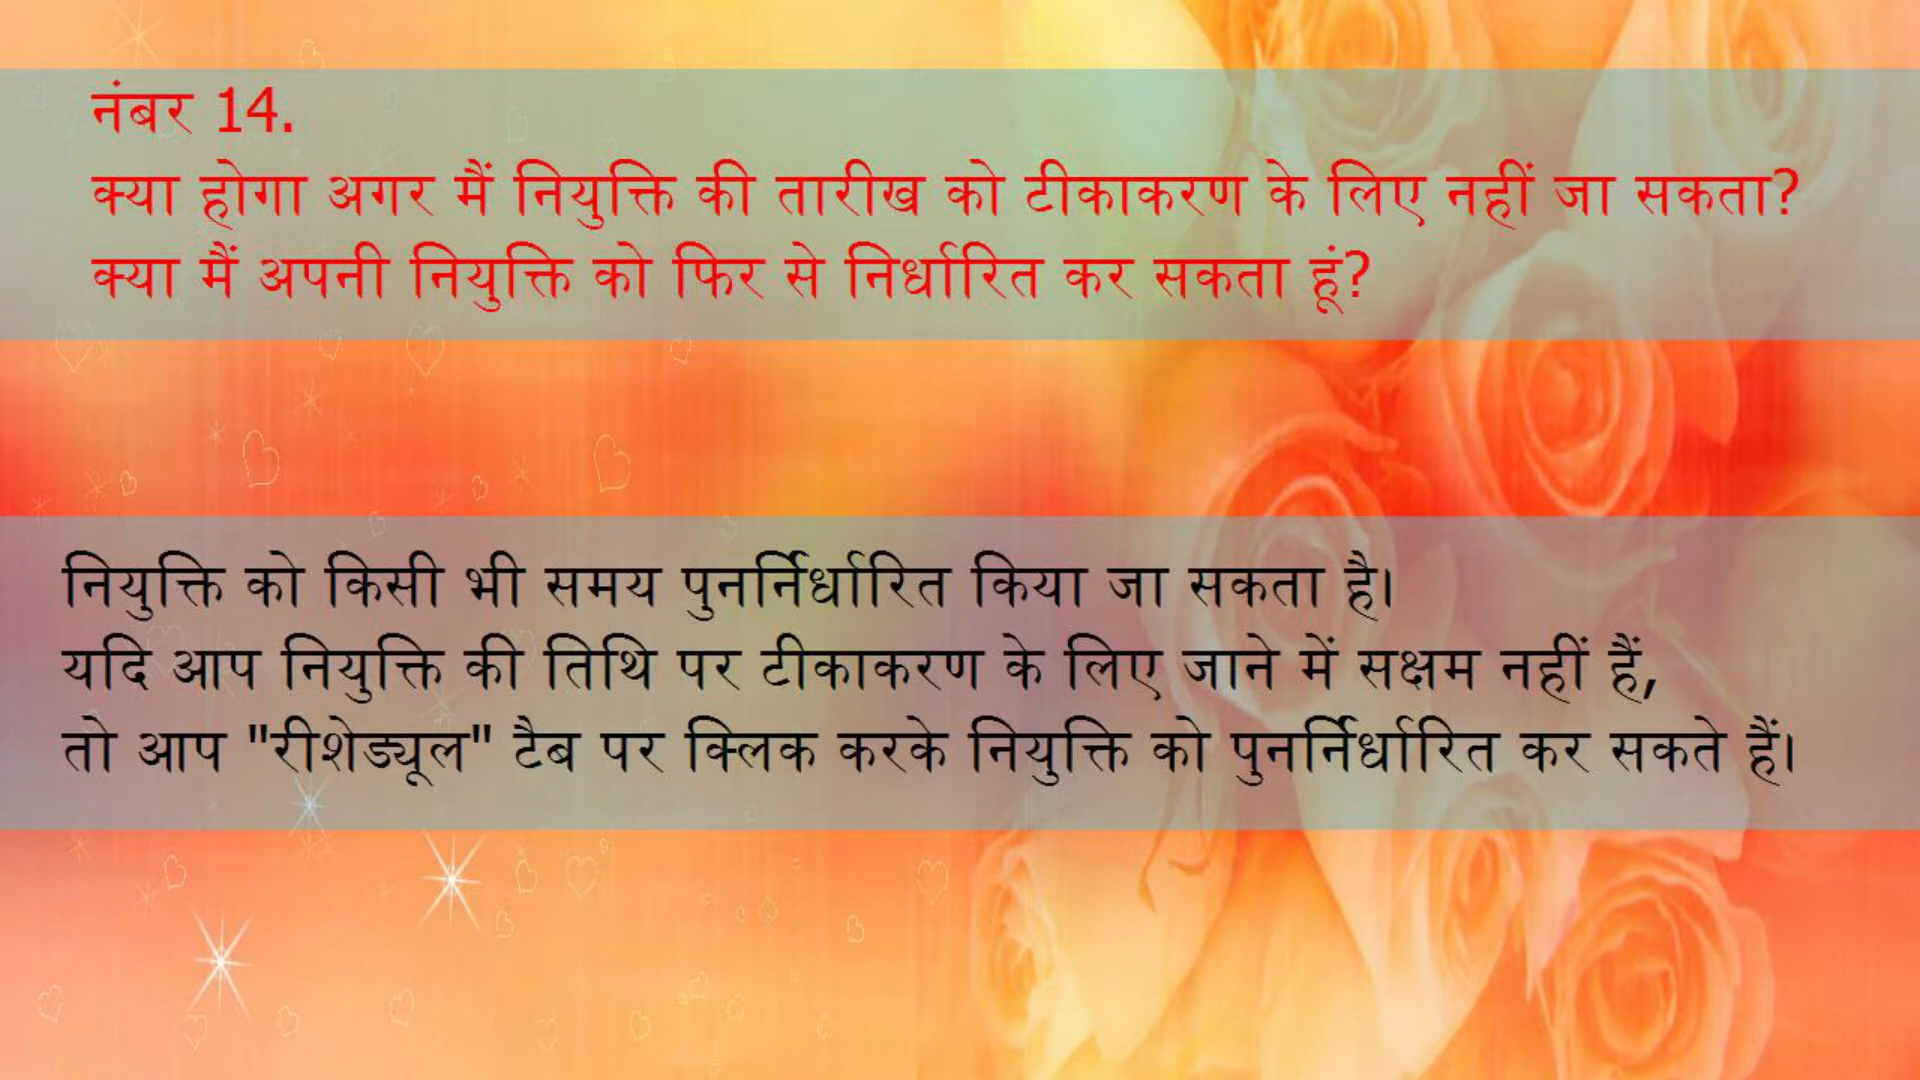 नंबर 14.
क्या होगा अगर मैं नियुक्ति की तारीख को टीकाकरण के लिए नहीं जा सकता?
क्या मैं अपनी नियुक्ति को फिर से निर्धारित कर सकता हूं?
नियुक्ति को किसी भी समय पुनर्निर्धारित किया जा सकता है।
यदि आप नियुक्ति की तिथि पर टीकाकरण के लिए जाने में सक्षम नहीं हैं,
तो आप "रीशेड्यूल" टैब पर क्लिक करके नियुक्ति को पुनर्निर्धारित कर सकते हैं।